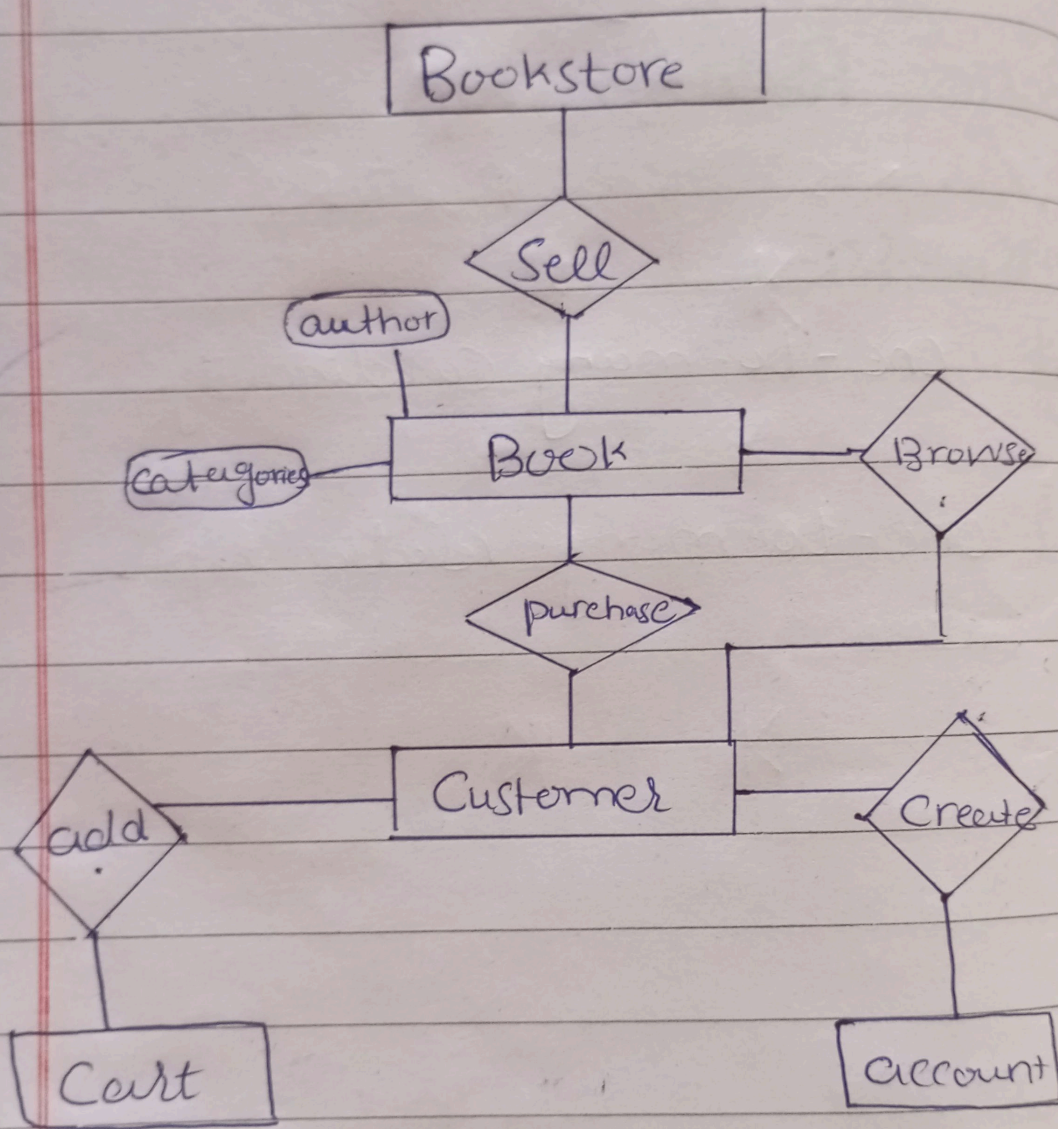 Bookstore
Sell
author
Book
Browse
categories
purchase
Customer
Create
add
Cart
account